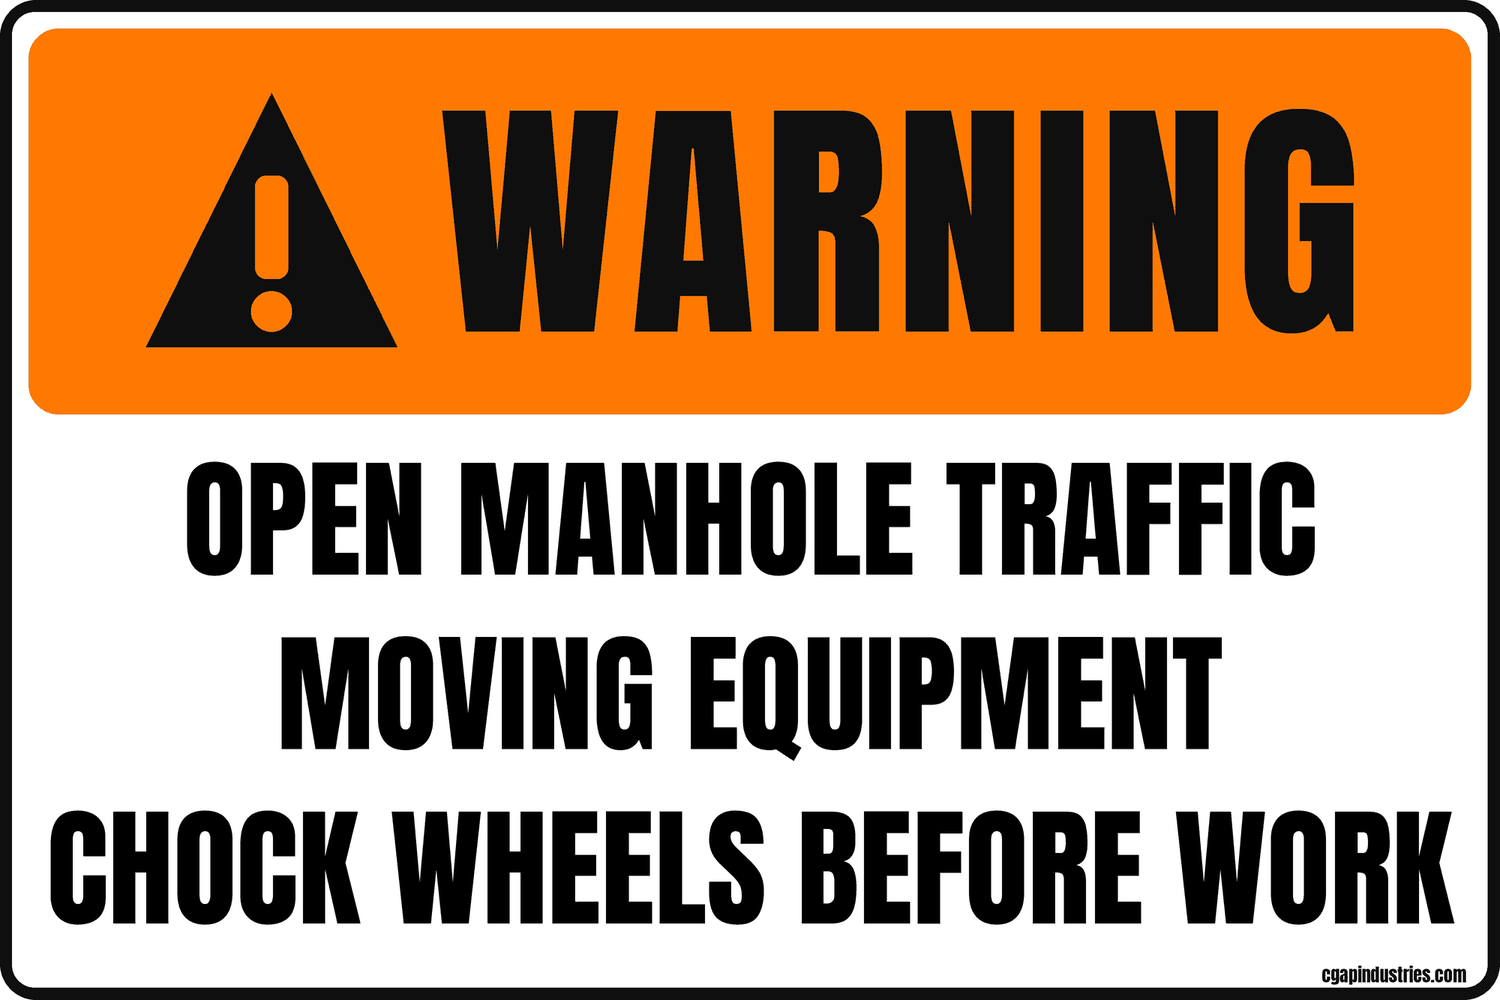 WARNING
OPEN MANHOLE TRAFFIC
MOVING EQUIPMENT
CHOCK WHEELS BEFORE WORK
cgapindustries.com